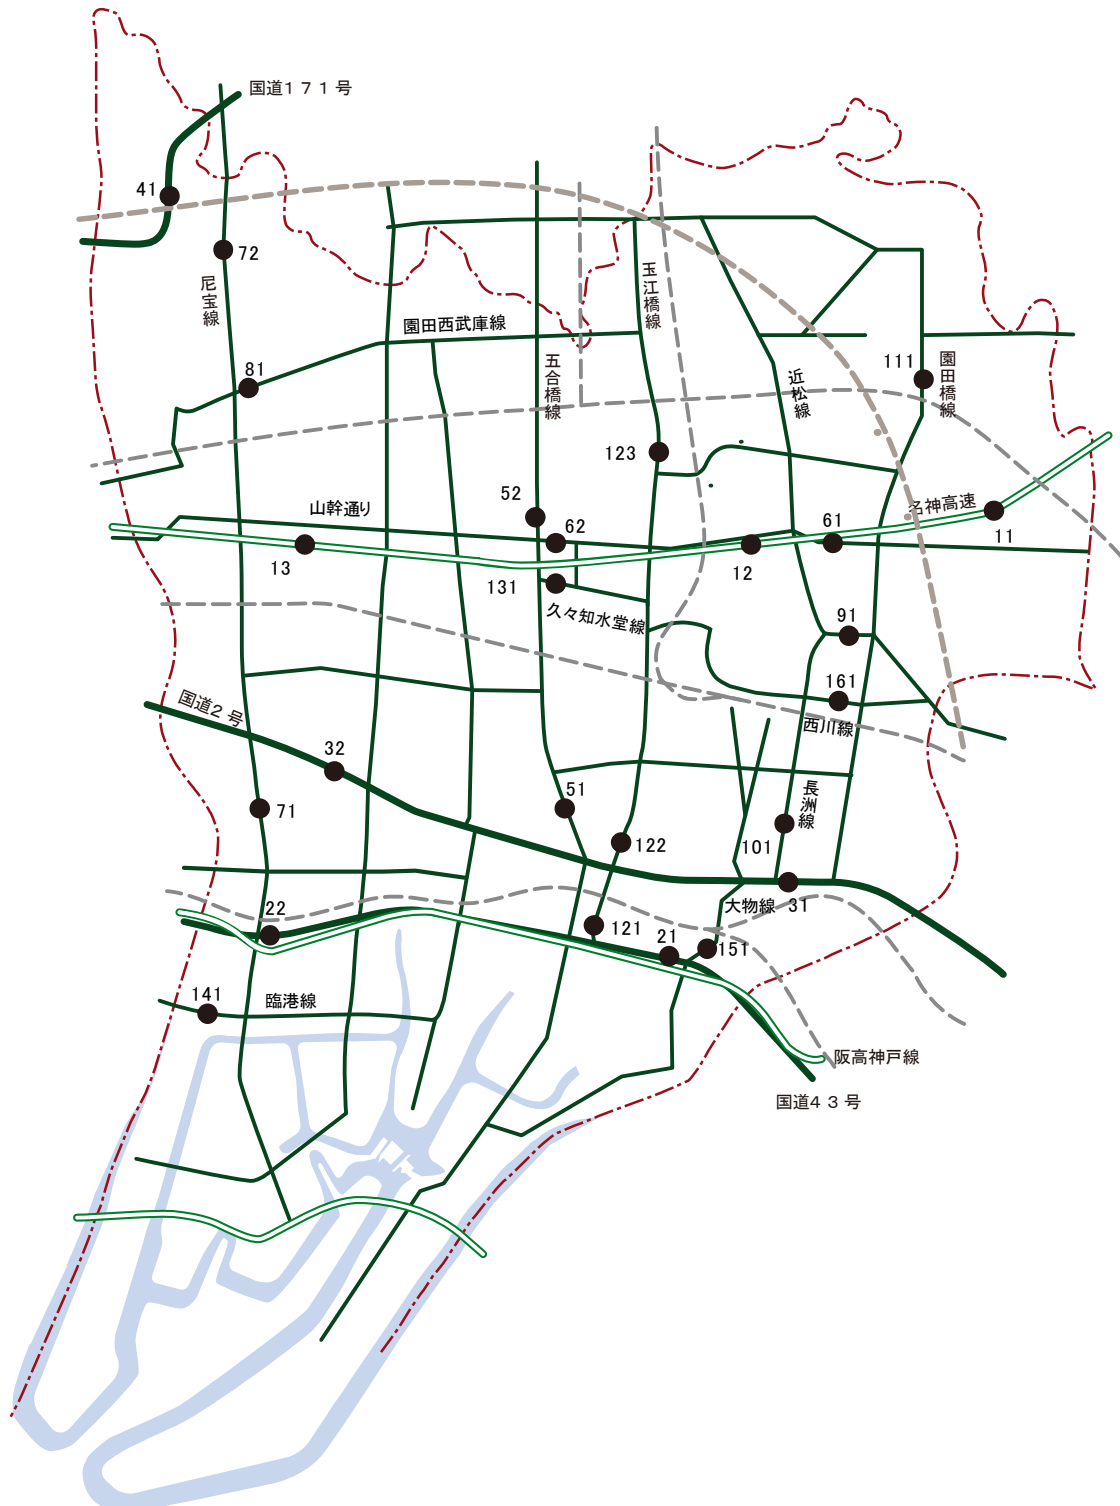 国道１７１号
41
72
尼宝線
玉江橋線
園田西武庫線
81
五合橋線
近松線
111
園田橋線
123
52
山幹通り
62
61
名神高速
11
13
131
12
久々知水堂線
91
161
国道２号
西川線
32
71
51
長洲線
122
101
22
大物線
31
121
21
151
141
臨港線
阪高神戸線
国道４３号